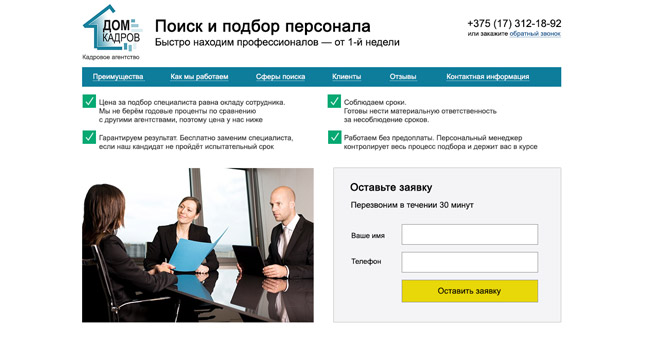 ДОМ
КАДРОВ
Кадровое агентство
Поиск и подбор персонала
Быстро находим профессионалов — от 1-й недели
+375 (17) 312-18-92
или закажите обратный звонок
Преимущества Как мы работаем Сферы поиска Клиенты Отзывы Контактная информация
Цена за подбор специалиста равна окладу сотрудника.
Мы не берём годовые проценты по сравнению
с другими агентствами, поэтому цена у нас ниже
Соблюдаем сроки.
Готовы нести материальную ответственность
за несоблюдение сроков.
Гарантируем результат. Бесплатно заменим специалиста,
если наш кандидат не пройдёт испытательный срок
Работаем без предоплаты. Персональный менеджер
контролирует весь процесс подбора и держит вас в курсе
Оставьте заявку
Перезвоним в течении 30 минут
Ваше имя
Телефон
Оставить заявку